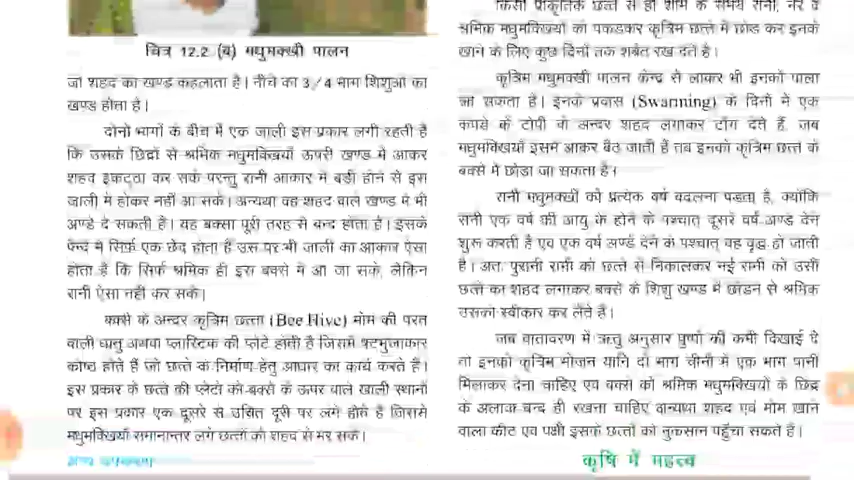 चित्र 12.2 (ब) मधुमक्खी पालन
जो शहद का खण्ड कहलाता है। नीचे का 3/4 भाग शिशुओं का
खण्ड होता है।
दोनों भागों के बीच में एक जाली इस प्रकार लगी रहती है
कि उसके छिद्रों से श्रमिक मधुमक्खियाँ ऊपरी खण्ड में आकर
शहद इकट्ठा कर सके परन्तु रानी आकार में बड़ी होने से इस
जाली में होकर नहीं आ सके। अन्यथा वह शहद वाले खण्ड में भी
अण्डे दे सकती है। यह बक्सा पूरी तरह से बन्द होता है। इसके
पेन्दे में सिर्फ एक छेद होता है उस पर भी जाली का आकार ऐसा
होता है कि सिर्फ श्रमिक ही इस बक्से में आ जा सके, लेकिन
रानी ऐसा नहीं कर सके।
बक्से के अन्दर कृत्रिम छत्ता (Bee Hive) मोम की परत
वाली धातु अथवा प्लास्टिक की प्लेटे होती है जिसमें षटभुजाकार
कोष्ठ होते हैं जो छत्ते के निर्माण हेतु आधार का कार्य करते हैं।
इस प्रकार के छत्ते की प्लेटों को बक्से के ऊपर वाले खाली स्थानों
पर इस प्रकार एक दूसरे से उचित दूरी पर लगे होते है जिससे
मधुमक्खियाँ समानान्तर लगे छत्तों को शहद से भर सके।
किसी प्राकृतिक छत्ते से ही शाम के समय रानी, नर व
श्रमिक मधुमक्खियों को पकडकर कृत्रिम छत्ते में छोड कर इनके
खाने के लिए कुछ दिनों तक शर्बत रख देते है।
कृत्रिम मधुमक्खी पालन केन्द्र से लाकर भी इनको पाला
जा सकता है। इनके प्रवास (Swanning) के दिनों में एक
कपडे के टोपी के अन्दर शहद लगाकर टाँग देते हैं, जब
मधुमक्खियाँ इसमें आकर बैठ जाती हैं तब इनको कृत्रिम छत्ते के
बक्से में छोडा जा सकता है।
रानी मधुमक्खी को प्रत्येक वर्ष बदलना पडता है, क्योंकि
रानी एक वर्ष की आयु के होने के पश्चात् दूसरे वर्ष अण्डे देना
शुरू करती है एवं एक वर्ष अण्डे देने के पश्चात् वह वृद्ध हो जाती
है। अतः पुरानी रानी को छत्ते से निकालकर नई रानी को उसी
छत्ते का शहद लगाकर बक्से के शिशु खण्ड में छोडने से श्रमिक
उसको स्वीकार कर लेते हैं।
जब वातावरण में ऋतु अनुसार पुष्पों की कमी दिखाई दे
तो इनको कृत्रिम भोजन यानि दो भाग चीनी में एक भाग पानी
मिलाकर देना चाहिए एवं बक्से को श्रमिक मधुमक्खियों के छिद्र
के अलावा बन्द ही रखना चाहिए अन्यथा शहद एवं मोम खाने
वाला कीट एवं पक्षी इसके छत्तों को नुकसान पहुँचा सकते हैं।
कृषि में महत्व